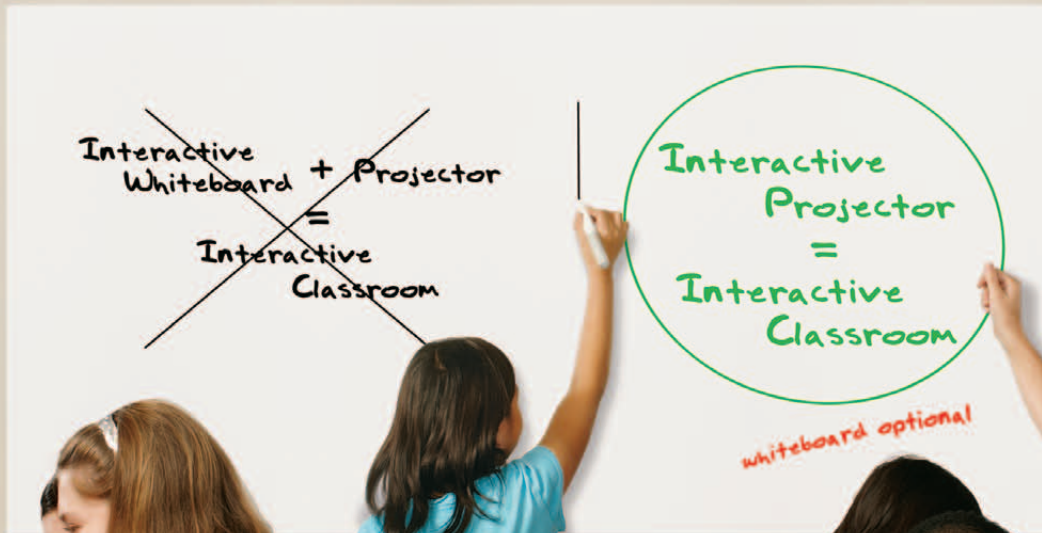 Interactive
Whiteboard + Projector
=
Interactive
Classroom
Interactive
Projector
=
Interactive
Classroom
whiteboard optional